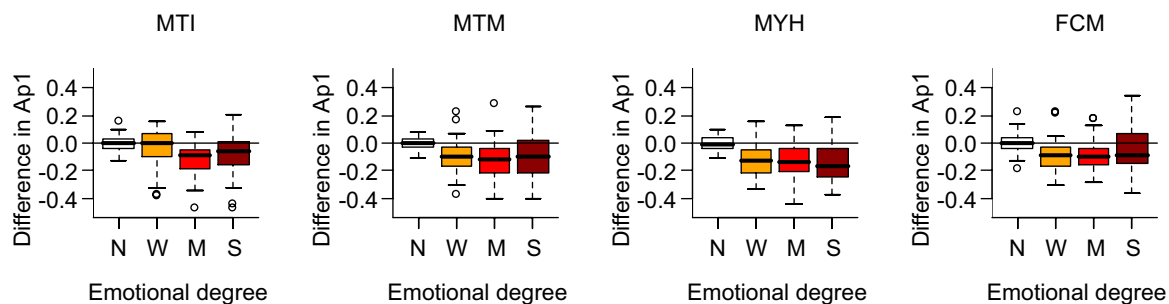 MTI
Difference in Ap1
0.4
0.2
0.0
-0.2
-0.4
N W M S
Emotional degree
MTM
Difference in Ap1
0.4
0.2
0.0
-0.2
-0.4
N W M S
Emotional degree
MYH
Difference in Ap1
0.4
0.2
0.0
-0.2
-0.4
N W M S
Emotional degree
FCM
Difference in Ap1
0.4
0.2
0.0
-0.2
-0.4
N W M S
Emotional degree